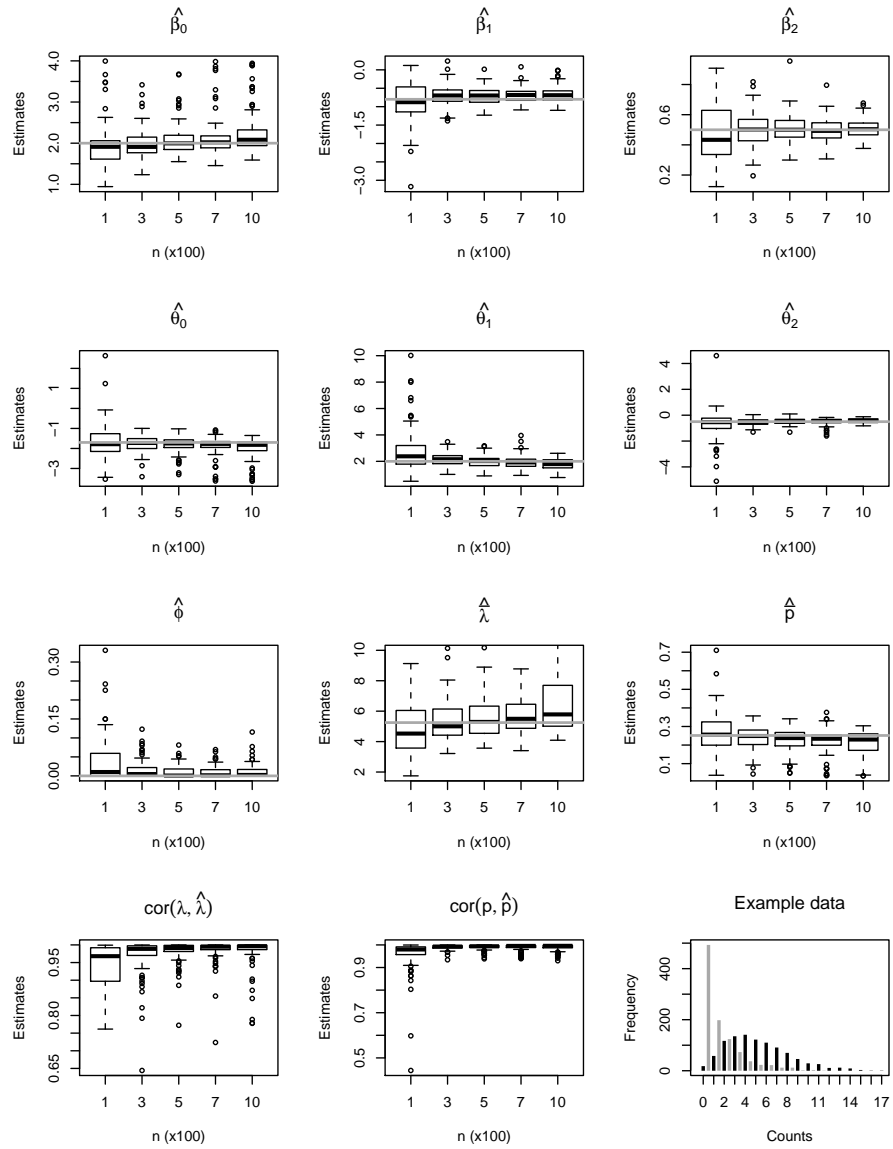 β̂₀
Estimates
4.0
3.0
2.0
1.0
1 3 5 7 10
n (x100)
β̂₁
Estimates
0.0
−1.5
−3.0
1 3 5 7 10
n (x100)
β̂₂
Estimates
0.6
0.2
1 3 5 7 10
n (x100)
θ̂₀
Estimates
1
−1
−3
1 3 5 7 10
n (x100)
θ̂₁
Estimates
10
8
6
4
2
1 3 5 7 10
n (x100)
θ̂₂
Estimates
4
0
−4
1 3 5 7 10
n (x100)
ϕ̂
Estimates
0.30
0.15
0.00
1 3 5 7 10
n (x100)
λ̄̂
Estimates
10
8
6
4
2
1 3 5 7 10
n (x100)
p̄̂
Estimates
0.7
0.5
0.3
0.1
1 3 5 7 10
n (x100)
cor(λ, λ̂)
Estimates
0.95
0.80
0.65
1 3 5 7 10
n (x100)
cor(p, p̂)
Estimates
0.9
0.7
0.5
1 3 5 7 10
n (x100)
Example data
Frequency
400
200
0
0 2 4 6 8 11 14 17
Counts